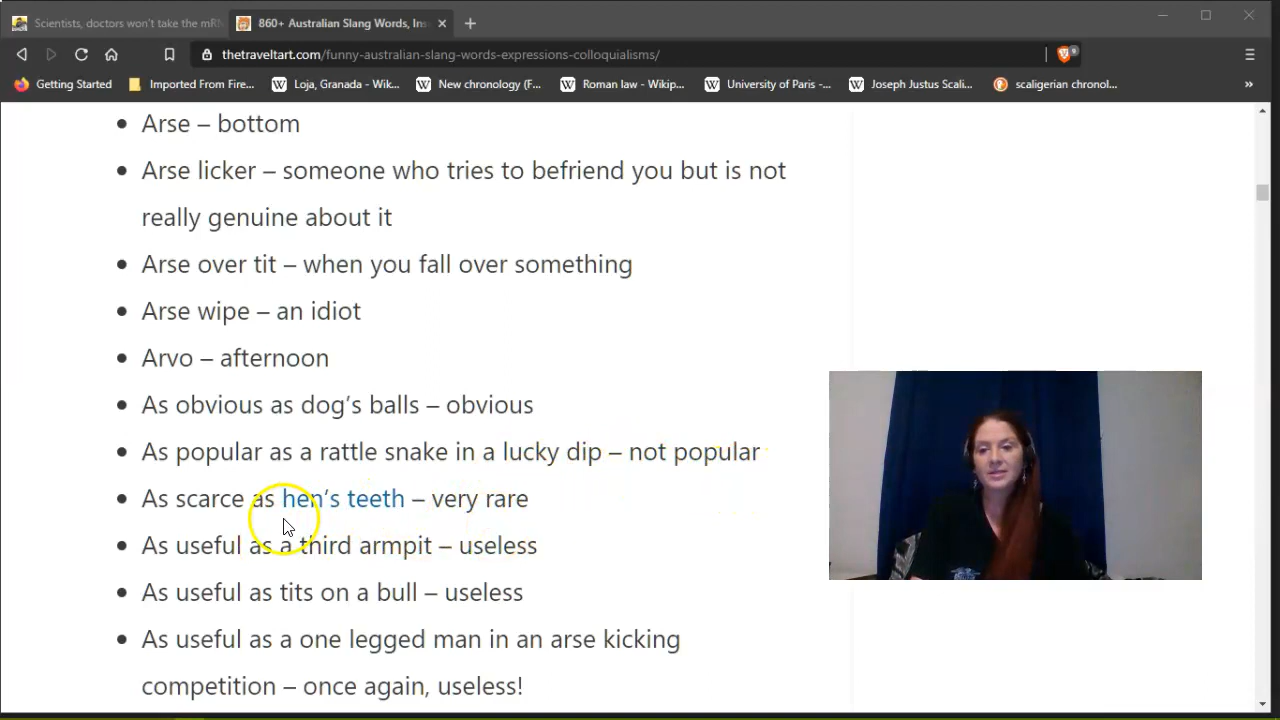 Scientists, doctors won't take the mRN
860+ Australian Slang Words, Ins
thetraveltart.com/funny-australian-slang-words-expressions-colloquialisms/
9
Getting Started
Imported From Fire...
Loja, Granada - Wik...
New chronology (F...
Roman law - Wikip...
University of Paris -...
Joseph Justus Scali...
scaligerian chronol...
Arse – bottom
Arse licker – someone who tries to befriend you but is not
really genuine about it
Arse over tit – when you fall over something
Arse wipe – an idiot
Arvo – afternoon
As obvious as dog's balls – obvious
As popular as a rattle snake in a lucky dip – not popular
As scarce as hen's teeth – very rare
As useful as a third armpit – useless
As useful as tits on a bull – useless
As useful as a one legged man in an arse kicking
competition – once again, useless!